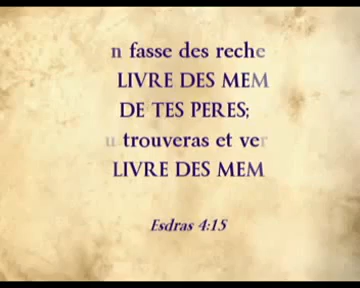 n fasse des reche
LIVRE DES MEM
DE TES PERES;
u trouveras et ver
LIVRE DES MEM
Esdras 4:15